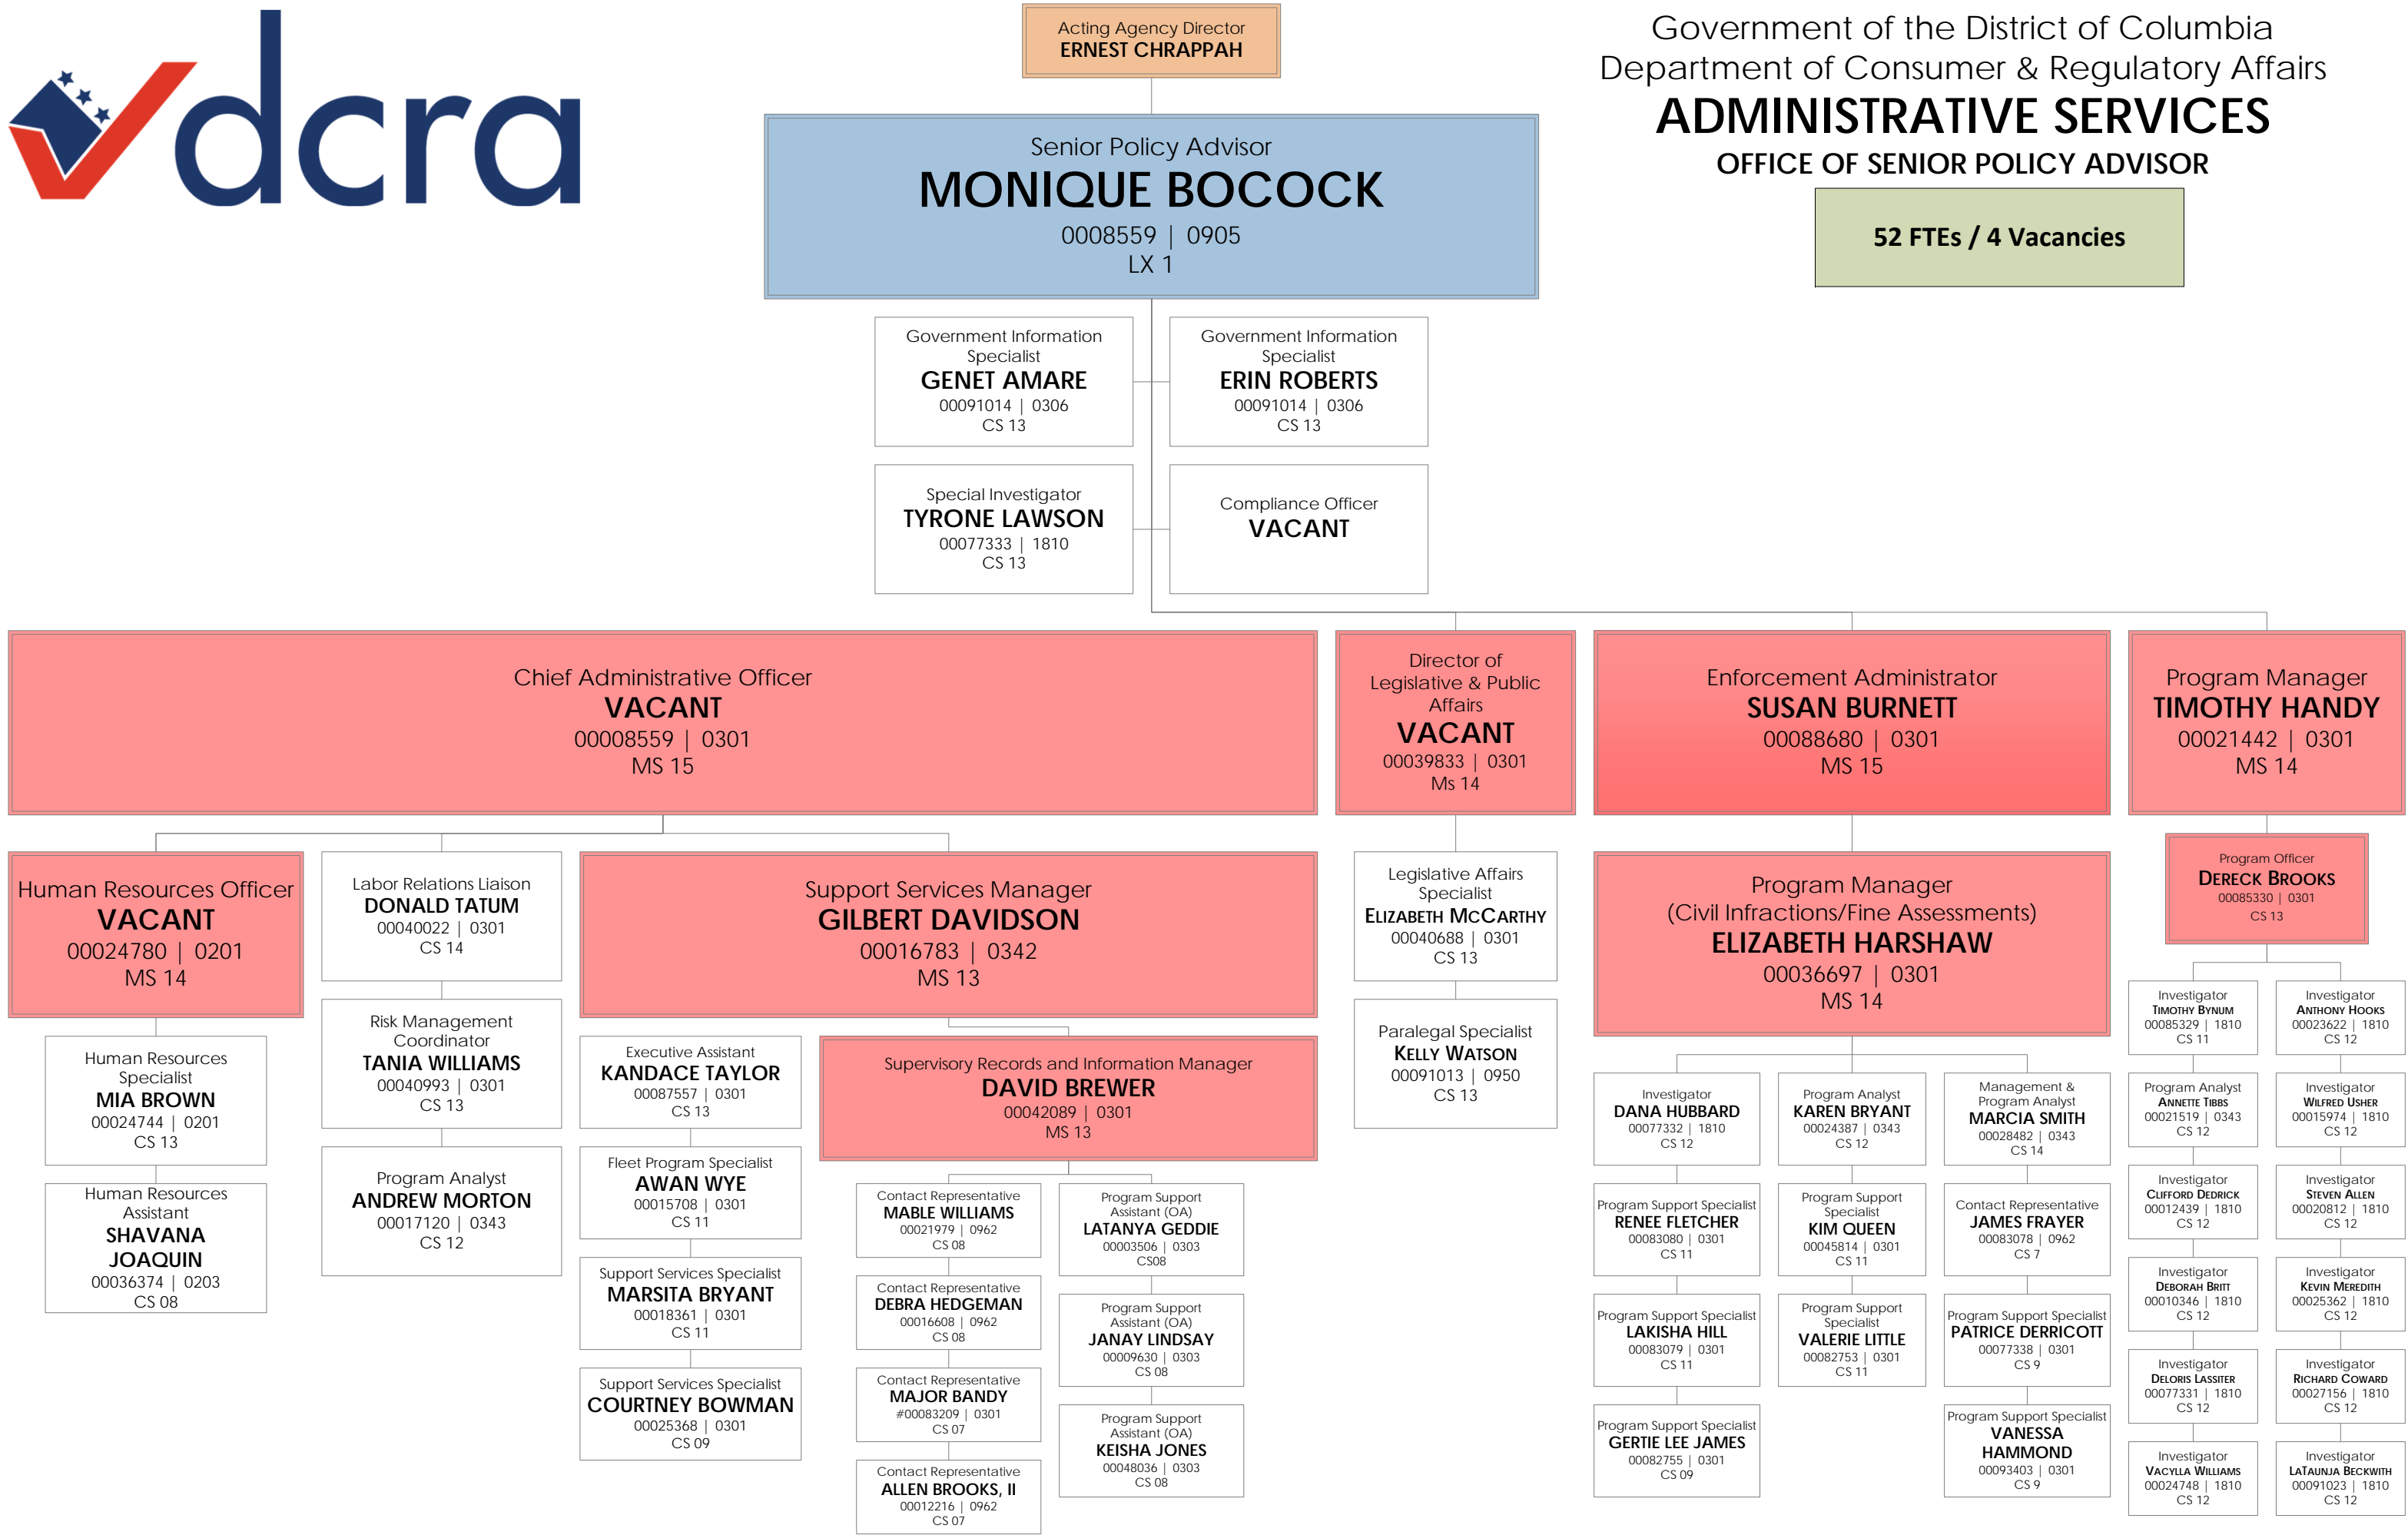 dcra
Acting Agency Director
ERNEST CHRAPPAH
Government of the District of Columbia
Department of Consumer & Regulatory Affairs
ADMINISTRATIVE SERVICES
OFFICE OF SENIOR POLICY ADVISOR
52 FTEs / 4 Vacancies
Senior Policy Advisor
MONIQUE BOCOCK
0008559 | 0905
LX 1
Government Information
Specialist
GENET AMARE
00091014 | 0306
CS 13
Government Information
Specialist
ERIN ROBERTS
00091014 | 0306
CS 13
Special Investigator
TYRONE LAWSON
00077333 | 1810
CS 13
Compliance Officer
VACANT
Chief Administrative Officer
VACANT
00008559 | 0301
MS 15
Director of
Legislative & Public
Affairs
VACANT
00039833 | 0301
Ms 14
Enforcement Administrator
SUSAN BURNETT
00088680 | 0301
MS 15
Program Manager
TIMOTHY HANDY
00021442 | 0301
MS 14
Human Resources Officer
VACANT
00024780 | 0201
MS 14
Human Resources
Specialist
MIA BROWN
00024744 | 0201
CS 13
Human Resources
Assistant
SHAVANA
JOAQUIN
00036374 | 0203
CS 08
Labor Relations Liaison
DONALD TATUM
00040022 | 0301
CS 14
Risk Management
Coordinator
TANIA WILLIAMS
00040993 | 0301
CS 13
Program Analyst
ANDREW MORTON
00017120 | 0343
CS 12
Support Services Manager
GILBERT DAVIDSON
00016783 | 0342
MS 13
Executive Assistant
KANDACE TAYLOR
00087557 | 0301
CS 13
Fleet Program Specialist
AWAN WYE
00015708 | 0301
CS 11
Support Services Specialist
MARSITA BRYANT
00018361 | 0301
CS 11
Support Services Specialist
COURTNEY BOWMAN
00025368 | 0301
CS 09
Supervisory Records and Information Manager
DAVID BREWER
00042089 | 0301
MS 13
Contact Representative
MABLE WILLIAMS
00021979 | 0962
CS 08
Contact Representative
DEBRA HEDGEMAN
00016608 | 0962
CS 08
Contact Representative
MAJOR BANDY
#00083209 | 0301
CS 07
Contact Representative
ALLEN BROOKS, II
00012216 | 0962
CS 07
Program Support
Assistant (OA)
LATANYA GEDDIE
00003506 | 0303
CS08
Program Support
Assistant (OA)
JANAY LINDSAY
00009630 | 0303
CS 08
Program Support
Assistant (OA)
KEISHA JONES
00048036 | 0303
CS 08
Legislative Affairs
Specialist
ELIZABETH MCCARTHY
00040688 | 0301
CS 13
Paralegal Specialist
KELLY WATSON
00091013 | 0950
CS 13
Program Manager
(Civil Infractions/Fine Assessments)
ELIZABETH HARSHAW
00036697 | 0301
MS 14
Investigator
DANA HUBBARD
00077332 | 1810
CS 12
Program Support Specialist
RENEE FLETCHER
00083080 | 0301
CS 11
Program Support Specialist
LAKISHA HILL
00083079 | 0301
CS 11
Program Support Specialist
GERTIE LEE JAMES
00082755 | 0301
CS 09
Program Analyst
KAREN BRYANT
00024387 | 0343
CS 12
Program Support
Specialist
KIM QUEEN
00045814 | 0301
CS 11
Program Support
Specialist
VALERIE LITTLE
00082753 | 0301
CS 11
Management &
Program Analyst
MARCIA SMITH
00028482 | 0343
CS 14
Contact Representative
JAMES FRAYER
00083078 | 0962
CS 7
Program Support Specialist
PATRICE DERRICOTT
00077338 | 0301
CS 9
Program Support Specialist
VANESSA
HAMMOND
00093403 | 0301
CS 9
Program Officer
DERECK BROOKS
00085330 | 0301
CS 13
Investigator
TIMOTHY BYNUM
00085329 | 1810
CS 11
Program Analyst
ANNETTE TIBBS
00021519 | 0343
CS 12
Investigator
CLIFFORD DEDRICK
00012439 | 1810
CS 12
Investigator
DEBORAH BRITT
00010346 | 1810
CS 12
Investigator
DELORIS LASSITER
00077331 | 1810
CS 12
Investigator
VACYLLA WILLIAMS
00024748 | 1810
CS 12
Investigator
ANTHONY HOOKS
00023622 | 1810
CS 12
Investigator
WILFRED USHER
00015974 | 1810
CS 12
Investigator
STEVEN ALLEN
00020812 | 1810
CS 12
Investigator
KEVIN MEREDITH
00025362 | 1810
CS 12
Investigator
RICHARD COWARD
00027156 | 1810
CS 12
Investigator
LATAUNJA BECKWITH
00091023 | 1810
CS 12